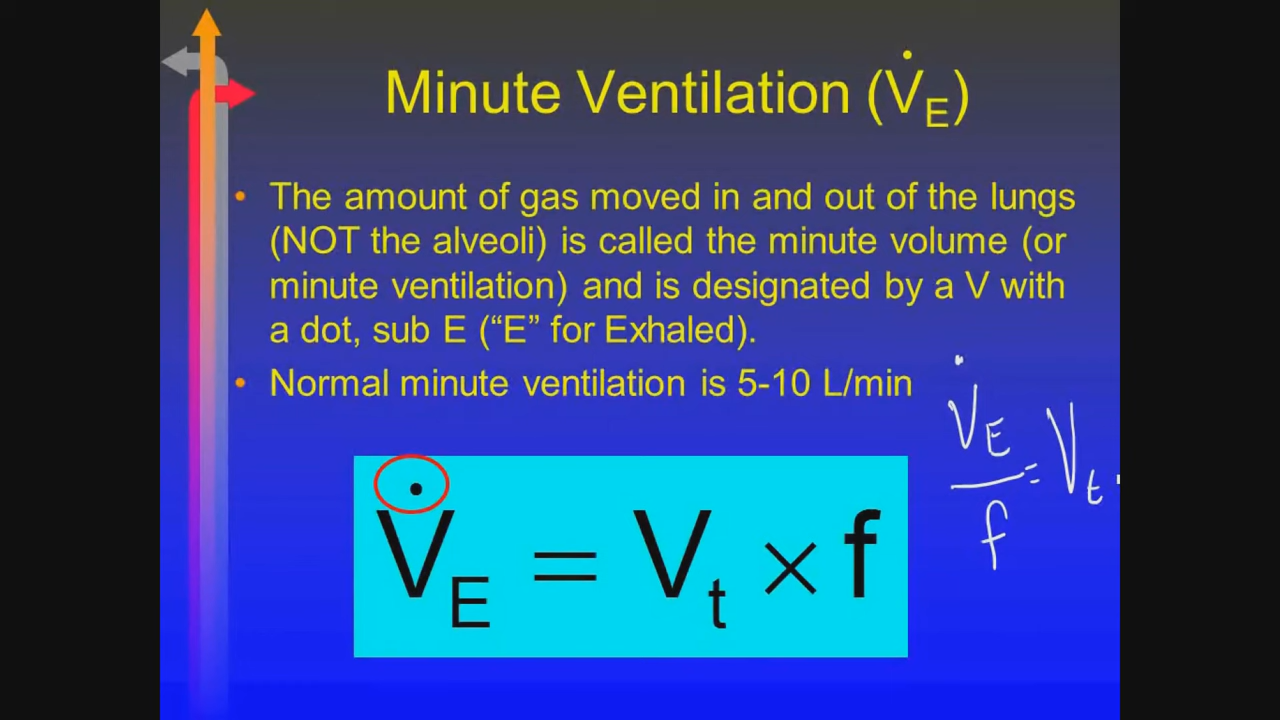 Minute Ventilation (V̇E)
• The amount of gas moved in and out of the lungs
(NOT the alveoli) is called the minute volume (or
minute ventilation) and is designated by a V with
a dot, sub E (“E” for Exhaled).
• Normal minute ventilation is 5-10 L/min
V̇E = Vt × f
V̇E
f
= Vt